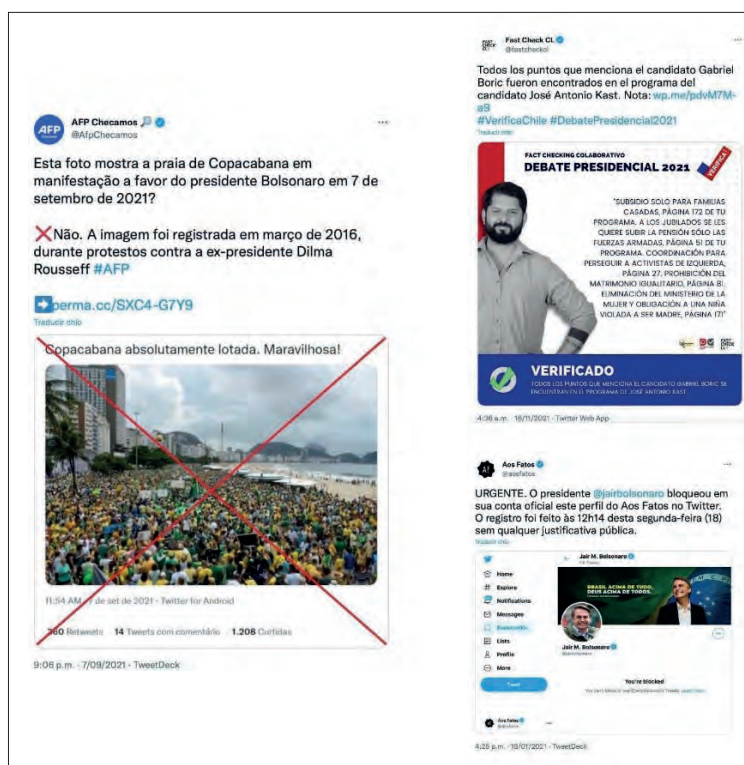 AFP
AFP Checamos
@AfpChecamos
Esta foto mostra a praia de Copacabana em
manifestação a favor do presidente Bolsonaro em 7 de
setembro de 2021?
Não. A imagem foi registrada em março de 2016,
durante protestos contra a ex-presidente Dilma
Rousseff #AFP
perma.cc/SXC4-G7Y9
Traducir chio
Copacabana absolutamente lotada. Maravilhosa!
11:54 AM · 7 de set de 2021 · Twitter for Android
Retweets 14 Tweets com comentário 1.208 Curtidas
9:06 p.m. · 7/09/2021 · TweetDeck
FAST CHECK
Fast Check CL
@fastcheckcl
Todos los puntos que menciona el candidato Gabriel
Boric fueron encontrados en el programa del
candidato José Antonio Kast. Nota: wp.me/pdvM7M-
a9
#VerificaChile #DebatePresidencial2021
FACT CHECKING COLABORATIVO
DEBATE PRESIDENCIAL 2021
VERIFICA!
"SUBSIDIO SOLO PARA FAMILIAS
CASADAS, PÁGINA 172 DE TU
PROGRAMA. A LOS JUBILADOS SE LES
QUIERE SUBIR LA PENSIÓN SÓLO LAS
FUERZAS ARMADAS, PÁGINA 51 DE TU
PROGRAMA. COORDINACIÓN PARA
PERSEGUIR A ACTIVISTAS DE IZQUIERDA,
PÁGINA 27. PROHIBICIÓN DEL
MATRIMONIO IGUALITARIO, PÁGINA 81.
ELIMINACIÓN DEL MINISTERIO DE LA
MUJER Y OBLIGACIÓN A UNA NIÑA
VIOLADA A SER MADRE, PÁGINA 171"
VERIFICADO
TODOS LOS PUNTOS QUE MENCIONA EL CANDIDATO GABRIEL BORIC SE
ENCUENTRAN EN EL PROGRAMA DE JOSÉ ANTONIO KAST
4:36 a.m. · 16/11/2021 · Twitter Web App
Aos Fatos
@aosfatos
URGENTE. O presidente @jairbolsonaro bloqueou em
sua conta oficial este perfil do Aos Fatos no Twitter.
O registro foi feito às 12h14 desta segunda-feira (18)
sem qualquer justificativa pública.
Jair M. Bolsonaro
Home
Explore
Notifications
Messages
Lists
Profile
More
Tweet
BRASIL ACIMA DE TUDO,
DEUS ACIMA DE TODOS.
Jair M. Bolsonaro
You're blocked
Aos Fatos
4:25 p.m. · 18/01/2021 · TweetDeck